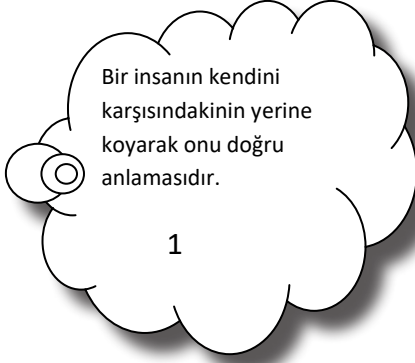 Bir insanın kendini
karşısındakinin yerine
koyarak onu doğru
anlamasıdır.
1